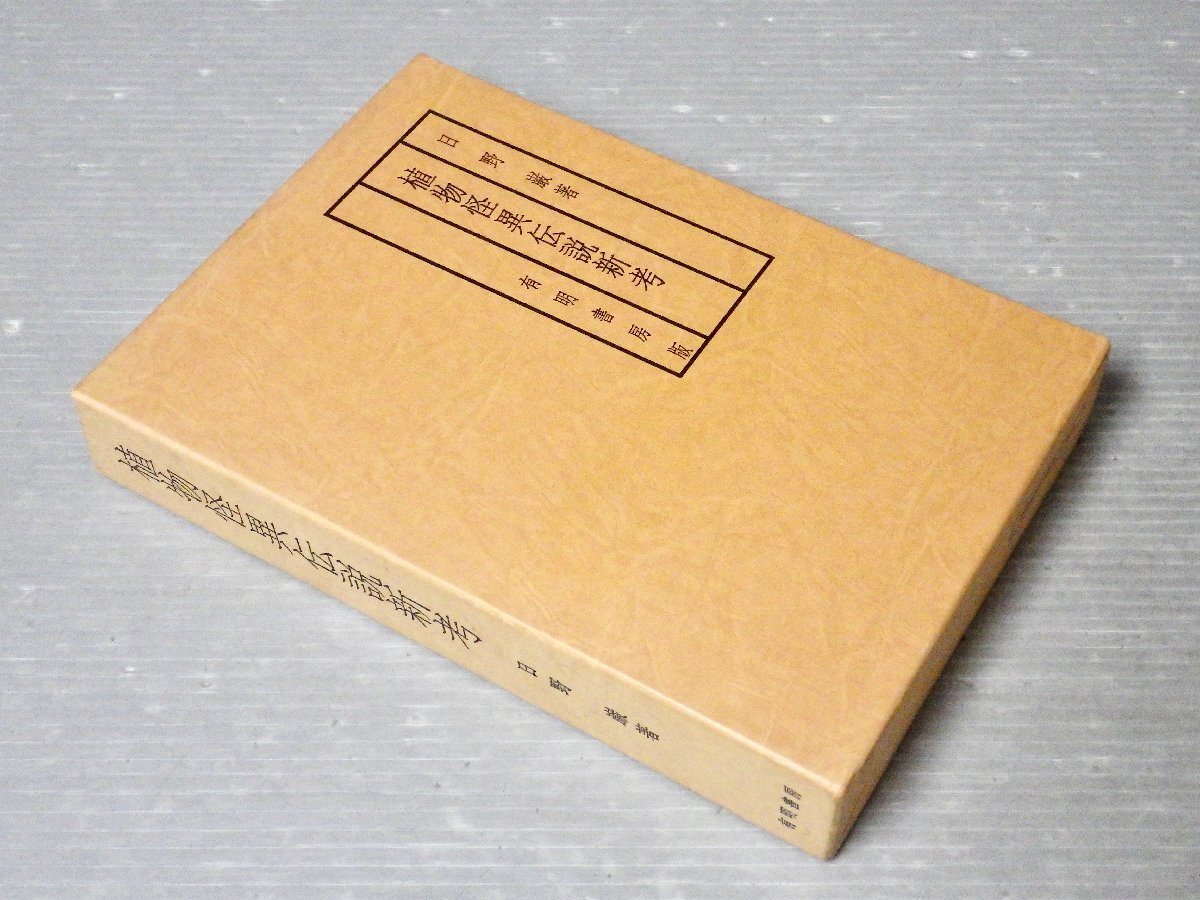 日野巌著
植物怪異伝説新考
有明書房版
植物怪異伝説新考 日野 巌著
有明書房